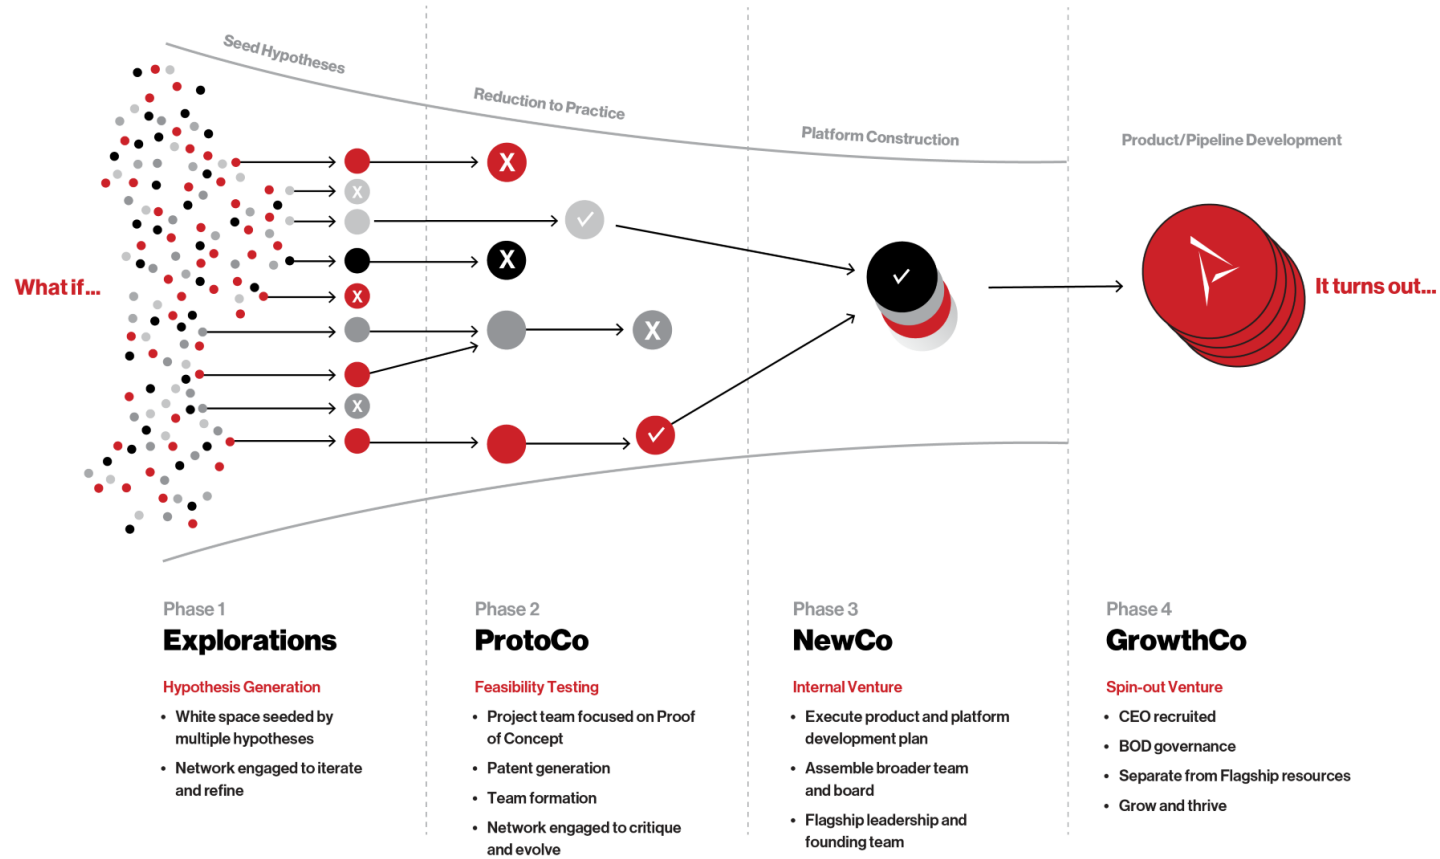 Seed Hypotheses
Reduction to Practice
Platform Construction
Product/Pipeline Development
X
X
X
X
X
X
What if...
It turns out...
Phase 1
Explorations
Hypothesis Generation
• White space seeded by
multiple hypotheses
• Network engaged to iterate
and refine
Phase 2
ProtoCo
Feasibility Testing
• Project team focused on Proof
of Concept
• Patent generation
• Team formation
• Network engaged to critique
and evolve
Phase 3
NewCo
Internal Venture
• Execute product and platform
development plan
• Assemble broader team
and board
• Flagship leadership and
founding team
Phase 4
GrowthCo
Spin-out Venture
• CEO recruited
• BOD governance
• Separate from Flagship resources
• Grow and thrive